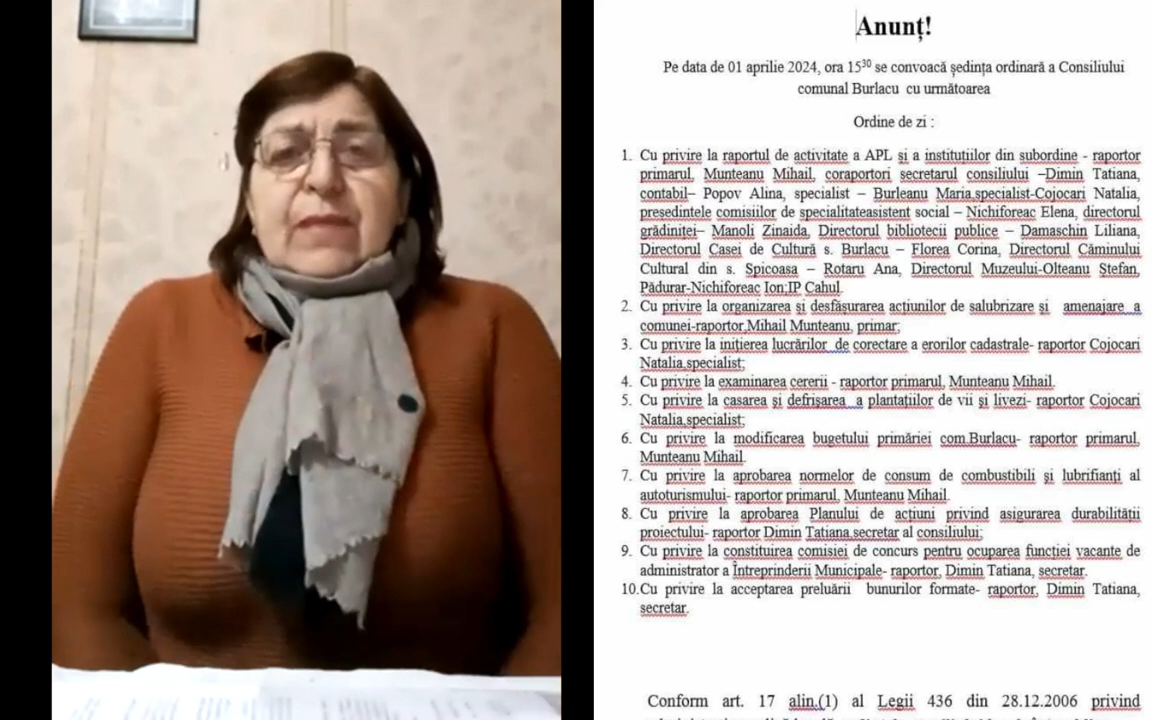 Anunț!
Pe data de 01 aprilie 2024, ora 15³⁰ se convoacă ședința ordinară a Consiliului
comunal Burlacu cu următoarea
Ordine de zi :
1. Cu privire la raportul de activitate a APL și a instituțiilor din subordine - raportor
primarul, Munteanu Mihail, coraportori secretarul consiliului –Dimin Tatiana,
contabil– Popov Alina, specialist – Burleanu Maria,specialist-Cojocari Natalia,
președintele comisiilor de specialitateasistent social – Nichiforeac Elena, directorul
grădiniței– Manoli Zinaida, Directorul bibliotecii publice – Damaschin Liliana,
Directorul Casei de Cultură s. Burlacu – Florea Corina, Directorul Căminului
Cultural din s. Spicoasa – Rotaru Ana, Directorul Muzeului-Olteanu Ștefan,
Pădurar-Nichiforeac Ion;IP Cahul.
2. Cu privire la organizarea și desfășurarea acțiunilor de salubrizare și amenajare a
comunei-raportor,Mihail Munteanu, primar;
3. Cu privire la inițierea lucrărilor de corectare a erorilor cadastrale- raportor Cojocari
Natalia,specialist;
4. Cu privire la examinarea cererii - raportor primarul, Munteanu Mihail.
5. Cu privire la casarea și defrișarea a plantațiilor de vii și livezi- raportor Cojocari
Natalia,specialist;
6. Cu privire la modificarea bugetului primăriei com.Burlacu- raportor primarul,
Munteanu Mihail.
7. Cu privire la aprobarea normelor de consum de combustibili și lubrifianți al
autoturismului- raportor primarul, Munteanu Mihail.
8. Cu privire la aprobarea Planului de acțiuni privind asigurarea durabilității
proiectului- raportor Dimin Tatiana,secretar al consiliului;
9. Cu privire la constituirea comisiei de concurs pentru ocuparea funcției vacante de
administrator a Întreprinderii Municipale- raportor, Dimin Tatiana, secretar.
10.Cu privire la acceptarea preluării bunurilor formate- raportor, Dimin Tatiana,
secretar.
Conform art. 17 alin.(1) al Legii 436 din 28.12.2006 privind